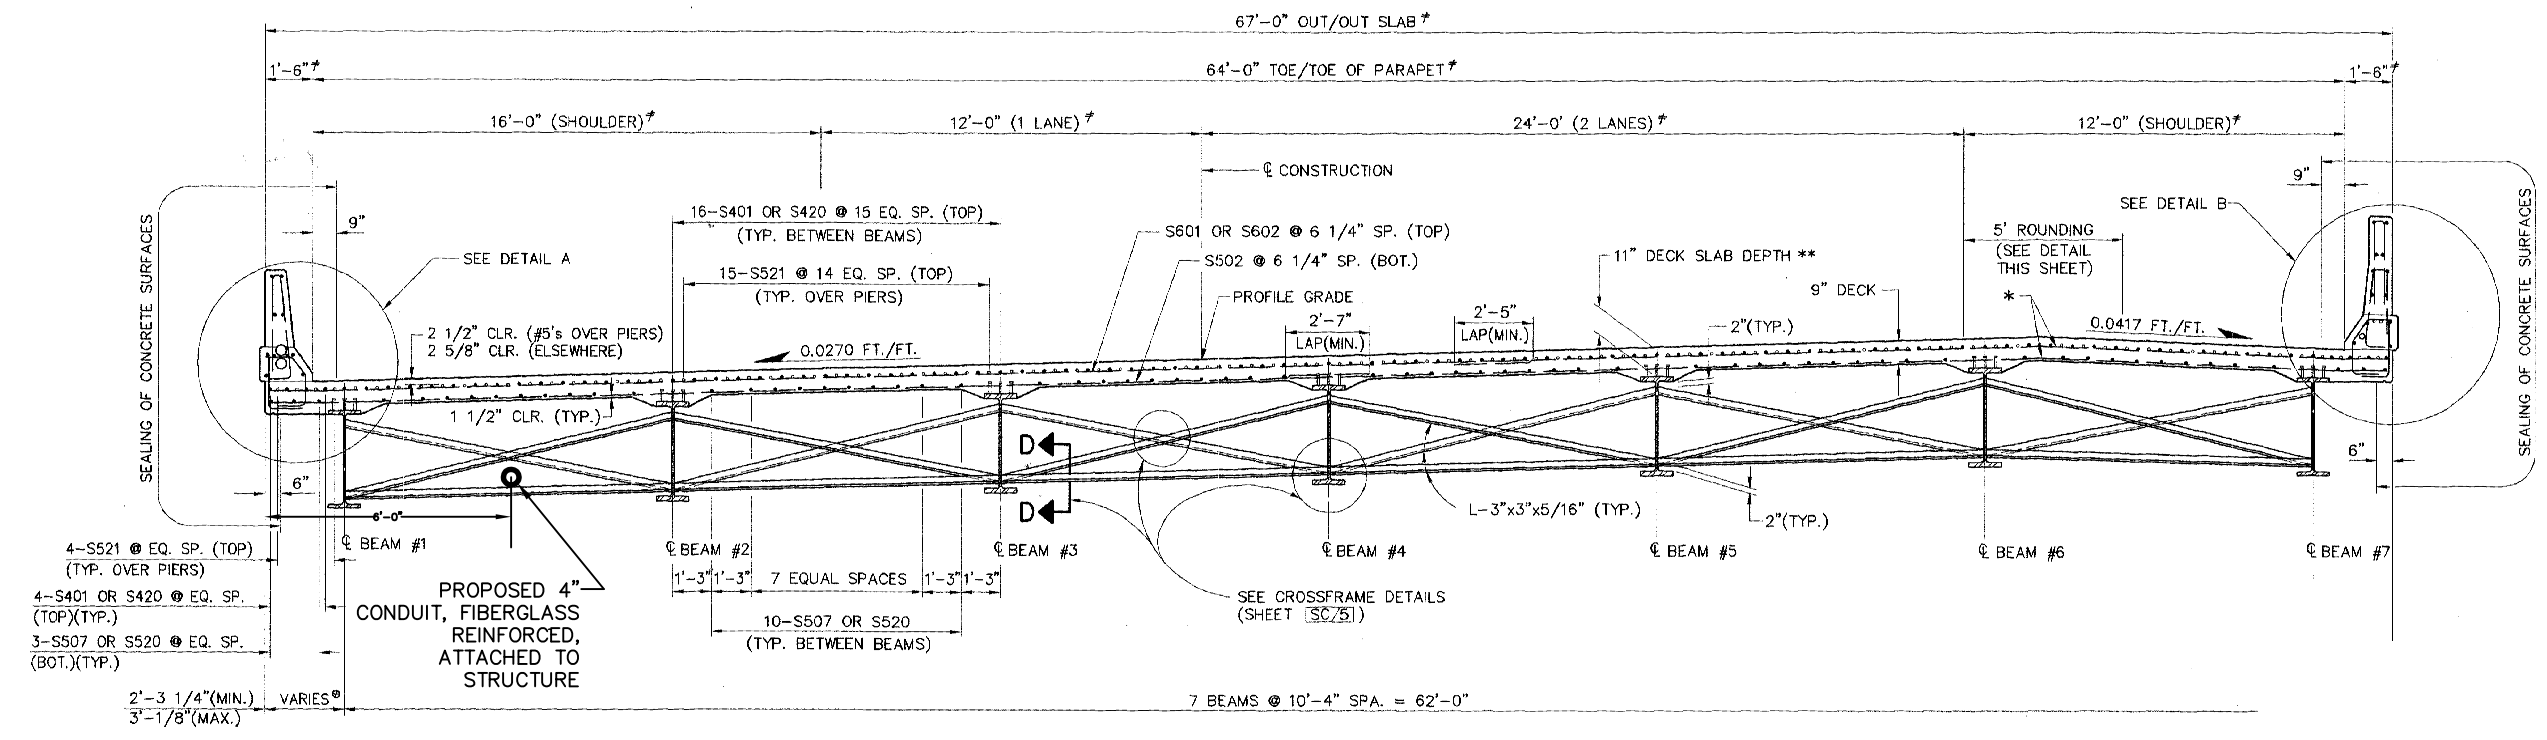 67'-0" OUT/OUT SLAB≠
1'-6"≠
64'-0" TOE/TOE OF PARAPET≠
1'-6"≠
16'-0" (SHOULDER)≠
12'-0" (1 LANE)≠
24'-0' (2 LANES)≠
12'-0" (SHOULDER)≠
℄ CONSTRUCTION
SEALING OF CONCRETE SURFACES
9"
SEE DETAIL A
16-S401 OR S420 @ 15 EQ. SP. (TOP)
(TYP. BETWEEN BEAMS)
15-S521 @ 14 EQ. SP. (TOP)
(TYP. OVER PIERS)
S601 OR S602 @ 6 1/4" SP. (TOP)
S502 @ 6 1/4" SP. (BOT.)
PROFILE GRADE
11" DECK SLAB DEPTH **
9" DECK
SEE DETAIL B
9"
5' ROUNDING
(SEE DETAIL
THIS SHEET)
*
SEALING OF CONCRETE SURFACES
2 1/2" CLR. (#5's OVER PIERS)
2 5/8" CLR. (ELSEWHERE)
0.0270 FT./FT.
2'-7"
LAP(MIN.)
2'-5"
LAP(MIN.)
2"(TYP.)
0.0417 FT./FT.
1 1/2" CLR. (TYP.)
D
D
6"
6'-0"
6"
L-3"x3"x5/16" (TYP.)
2"(TYP.)
℄ BEAM #1
℄ BEAM #2
℄ BEAM #3
℄ BEAM #4
℄ BEAM #5
℄ BEAM #6
℄ BEAM #7
4-S521 @ EQ. SP. (TOP)
(TYP. OVER PIERS)
4-S401 OR S420 @ EQ. SP.
(TOP)(TYP.)
3-S507 OR S520 @ EQ. SP.
(BOT.)(TYP.)
PROPOSED 4"
CONDUIT, FIBERGLASS
REINFORCED,
ATTACHED TO
STRUCTURE
1'-3" 1'-3" 7 EQUAL SPACES 1'-3" 1'-3"
10-S507 OR S520
(TYP. BETWEEN BEAMS)
SEE CROSSFRAME DETAILS
(SHEET SC/5)
2'-3 1/4"(MIN.)
3'-1/8"(MAX.)
VARIES⊕
7 BEAMS @ 10'-4" SPA. = 62'-0"